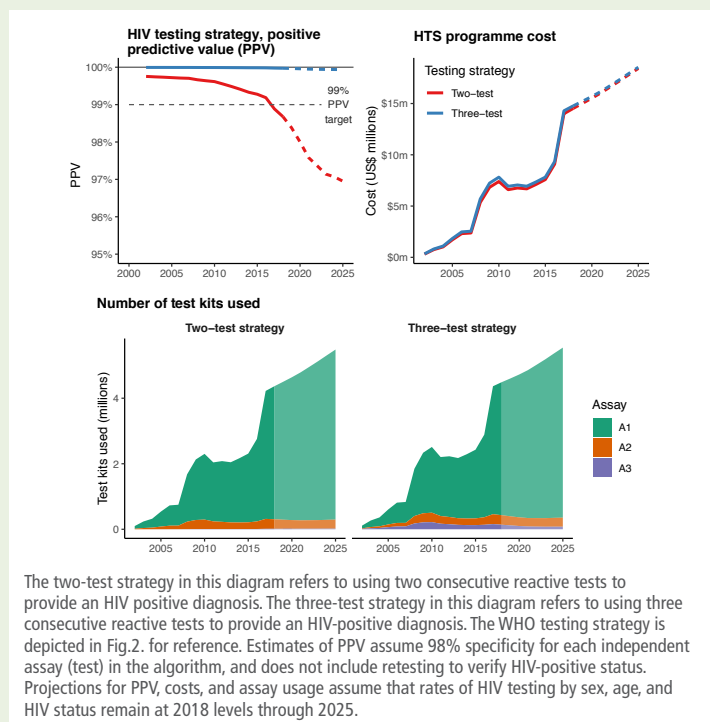 HIV testing strategy, positive
predictive value (PPV)
100%
99%
98%
97%
96%
95%
PPV
99%
PPV
target
2000
2005
2010
2015
2020
2025
HTS programme cost
Testing strategy
Two–test
Three–test
$15m
$10m
$5m
$0m
Cost (US$ millions)
2005
2010
2015
2020
2025
Number of test kits used
Two–test strategy
Three–test strategy
Test kits used (millions)
4
2
0
2005
2010
2015
2020
2025
2005
2010
2015
2020
2025
Assay
A1
A2
A3
The two-test strategy in this diagram refers to using two consecutive reactive tests to
provide an HIV positive diagnosis. The three-test strategy in this diagram refers to using three
consecutive reactive tests to provide an HIV-positive diagnosis. The WHO testing strategy is
depicted in Fig.2. for reference. Estimates of PPV assume 98% specificity for each independent
assay (test) in the algorithm, and does not include retesting to verify HIV-positive status.
Projections for PPV, costs, and assay usage assume that rates of HIV testing by sex, age, and
HIV status remain at 2018 levels through 2025.